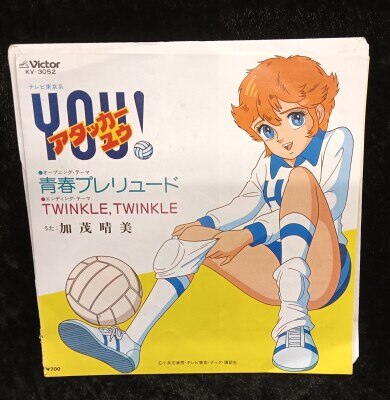 Victor
KV-3052
テレビ東京系
YOU!
アタッカー
ユウ
●オープニング・テーマ
青春プレリュード
●エンディング・テーマ
TWINKLE, TWINKLE
うた 加茂晴美
¥700